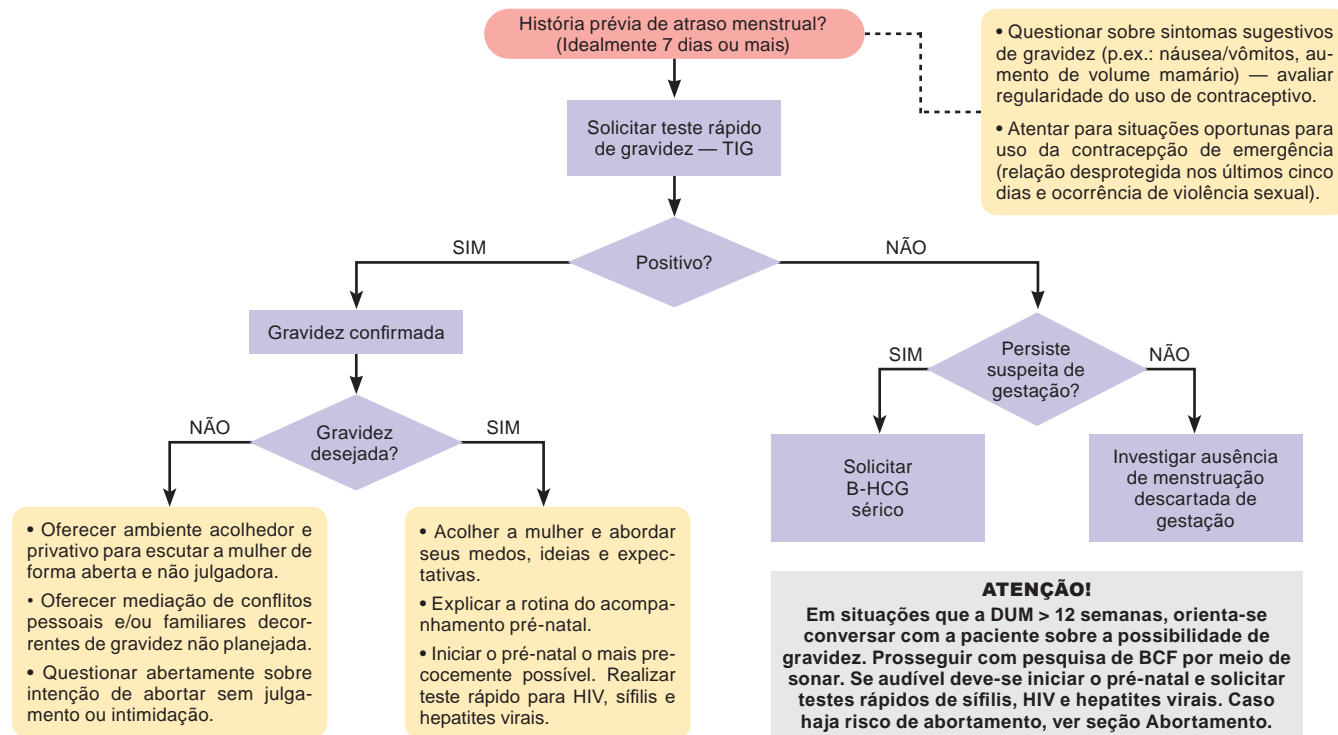 História prévia de atraso menstrual?
(Idealmente 7 dias ou mais)
• Questionar sobre sintomas sugestivos
de gravidez (p.ex.: náusea/vômitos, au-
mento de volume mamário) — avaliar
regularidade do uso de contraceptivo.
• Atentar para situações oportunas para
uso da contracepção de emergência
(relação desprotegida nos últimos cinco
dias e ocorrência de violência sexual).
Solicitar teste rápido
de gravidez — TIG
SIM
Positivo?
NÃO
Gravidez confirmada
SIM
Persiste
suspeita de
gestação?
NÃO
NÃO
Gravidez
desejada?
SIM
Solicitar
B-HCG
sérico
Investigar ausência
de menstruação
descartada de
gestação
• Oferecer ambiente acolhedor e
privativo para escutar a mulher de
forma aberta e não julgadora.
• Oferecer mediação de conflitos
pessoais e/ou familiares decor-
rentes de gravidez não planejada.
• Questionar abertamente sobre
intenção de abortar sem julga-
mento ou intimidação.
• Acolher a mulher e abordar
seus medos, ideias e expec-
tativas.
• Explicar a rotina do acompa-
nhamento pré-natal.
• Iniciar o pré-natal o mais pre-
cocemente possível. Realizar
teste rápido para HIV, sífilis e
hepatites virais.
ATENÇÃO!
Em situações que a DUM > 12 semanas, orienta-se
conversar com a paciente sobre a possibilidade de
gravidez. Prosseguir com pesquisa de BCF por meio de
sonar. Se audível deve-se iniciar o pré-natal e solicitar
testes rápidos de sífilis, HIV e hepatites virais. Caso
haja risco de abortamento, ver seção Abortamento.